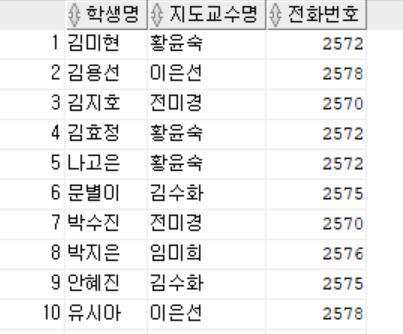 학생명 지도교수명 전화번호
1 김미현 황윤숙 2572
2 김용선 이은선 2578
3 김지호 전미경 2570
4 김효정 황윤숙 2572
5 나고은 황윤숙 2572
6 문별이 김수화 2575
7 박수진 전미경 2570
8 박지은 임미희 2576
9 안혜진 김수화 2575
10 유시아 이은선 2578